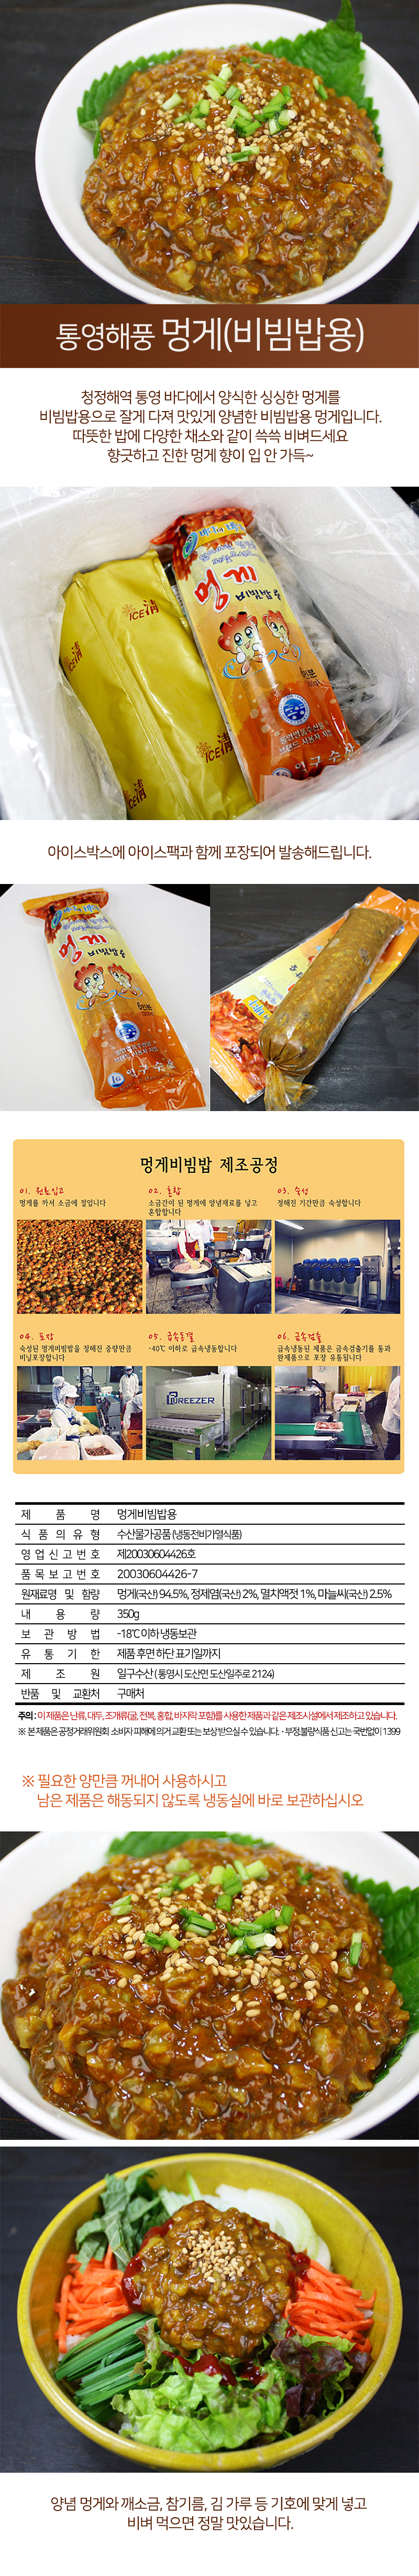 통영해풍 멍게(비빔밥용)
청정해역 통영 바다에서 양식한 싱싱한 멍게를
비빔밥용으로 잘게 다져 맛있게 양념한 비빔밥용 멍게입니다.
따뜻한 밥에 다양한 채소와 같이 쓱쓱 비벼드세요
향긋하고 진한 멍게 향이 입 안 가득~
멍게
비빔밥용
ICE淸
ICE淸
ICE淸
일구수산
아이스박스에 아이스팩과 함께 포장되어 발송해드립니다.
멍게
비빔밥용
일구수산
멍게비빔밥 제조공정
01. 원료입고
멍게를 까서 소금에 절입니다
02. 혼합
소금간이 된 멍게에 양념재료를 넣고
혼합합니다
03. 숙성
정해진 기간만큼 숙성합니다
04. 포장
숙성된 멍게비빔밥을 정해진 중량만큼
비닐포장합니다
05. 급속동결
-40℃ 이하로 급속냉동합니다
06. 금속검출
급속냉동된 제품은 금속검출기를 통과
완제품으로 포장 유통됩니다
REEZER
제품명 멍게비빔밥용
식품의유형 수산물가공품(냉동전비가열식품)
영업신고번호 제20030604426호
품목보고번호 20030604426-7
원재료명 및 함량 멍게(국산) 94.5%, 정제염(국산) 2%, 멸치액젓 1%, 마늘씨(국산) 2.5%
내용량 350g
보관방법 -18℃ 이하 냉동보관
유통기한 제품 후면 하단 표기일까지
제조원 일구수산 (통영시 도산면 도산일주로 2124)
반품 및 교환처 구매처
주의 : 이 제품은 난류, 대두, 조개류(굴, 전복, 홍합, 바지락 포함)를 사용한 제품과 같은 제조시설에서 제조하고 있습니다.
※ 본 제품은 공정거래위원회 소비자 피해에 의거 교환 또는 보상 받으실 수 있습니다. · 부정.불량식품 신고는 국번없이 1399
※ 필요한 양만큼 꺼내어 사용하시고
남은 제품은 해동되지 않도록 냉동실에 바로 보관하십시오
양념 멍게와 깨소금, 참기름, 김 가루 등 기호에 맞게 넣고
비벼 먹으면 정말 맛있습니다.